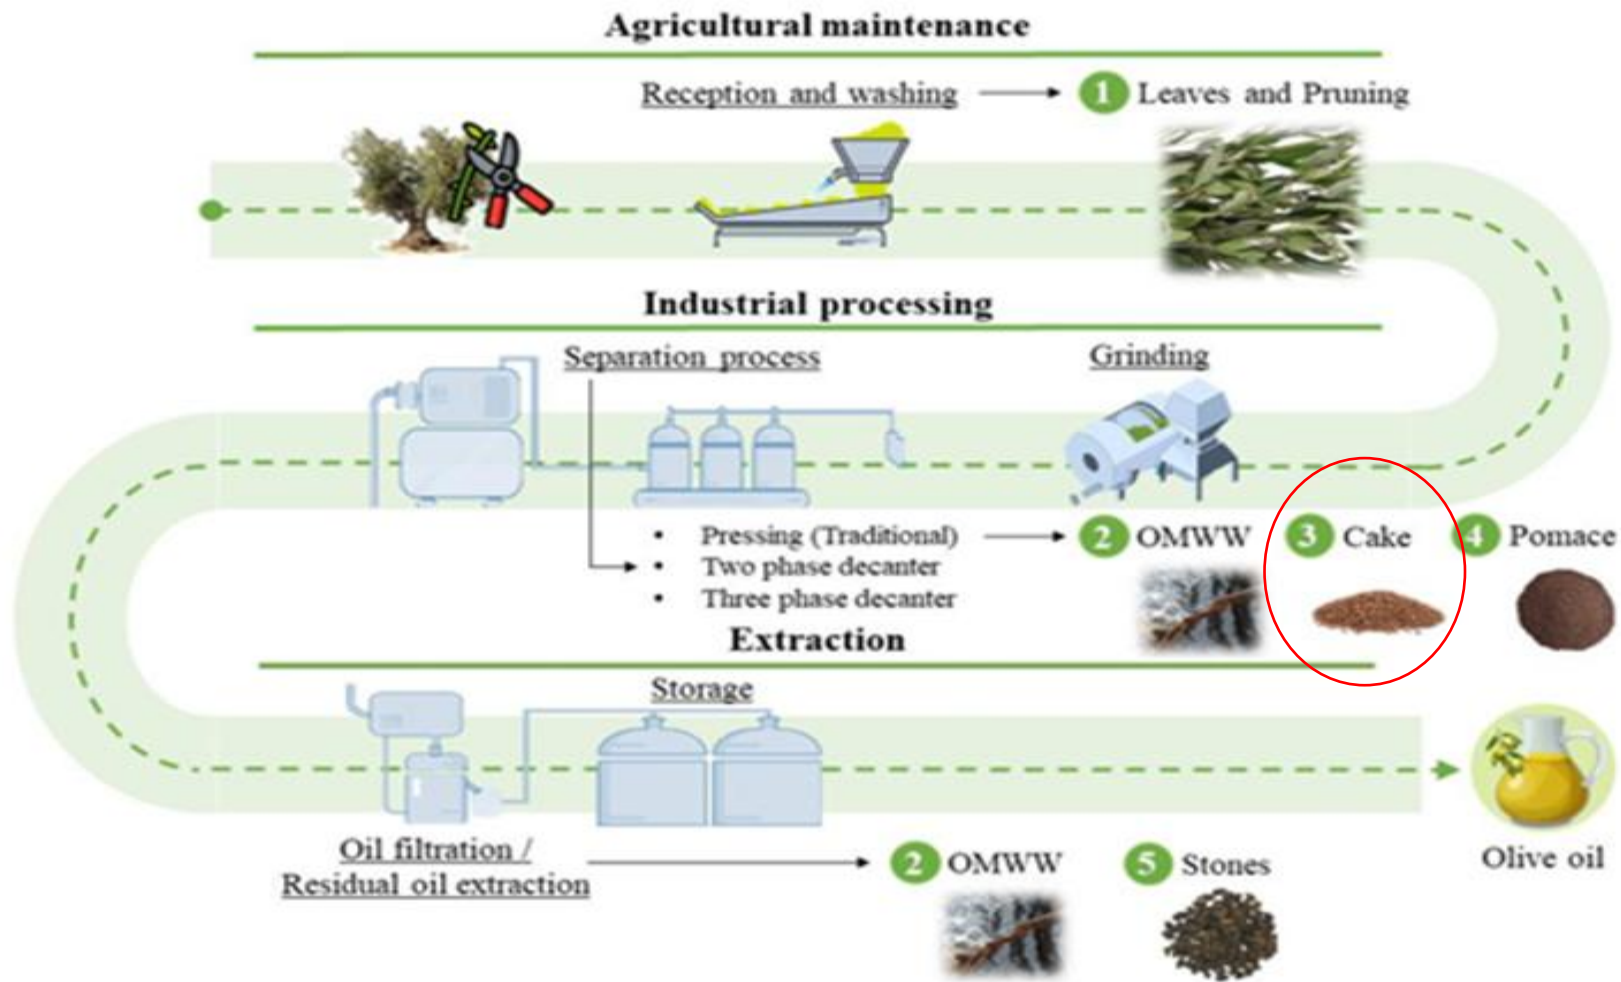 Agricultural maintenance
Reception and washing
1 Leaves and Pruning
Industrial processing
Separation process
Grinding
• Pressing (Traditional)
• Two phase decanter
• Three phase decanter
2 OMWW
3 Cake
4 Pomace
Extraction
Storage
Oil filtration /
Residual oil extraction
2 OMWW
5 Stones
Olive oil